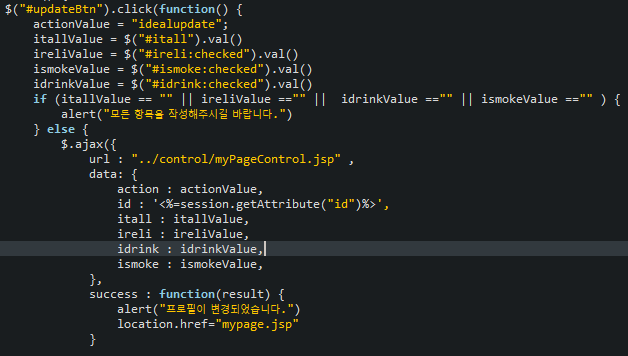 $("#updateBtn").click(function() {
actionValue = "idealupdate";
itallValue = $("#itall").val()
ireliValue = $("#ireli:checked").val()
ismokeValue = $("#ismoke:checked").val()
idrinkValue = $("#idrink:checked").val()
if (itallValue == "" || ireliValue =="" ||  idrinkValue =="" || ismokeValue =="" ) {
alert("모든 항목을 작성해주시길 바랍니다.")
} else {
$.ajax({
url : "../control/myPageControl.jsp" ,
data: {
action : actionValue,
id : '<%=session.getAttribute("id")%>',
itall : itallValue,
ireli : ireliValue,
idrink : idrinkValue,
ismoke : ismokeValue,
},
success : function(result) {
alert("프로필이 변경되었습니다.")
location.href="mypage.jsp"
}